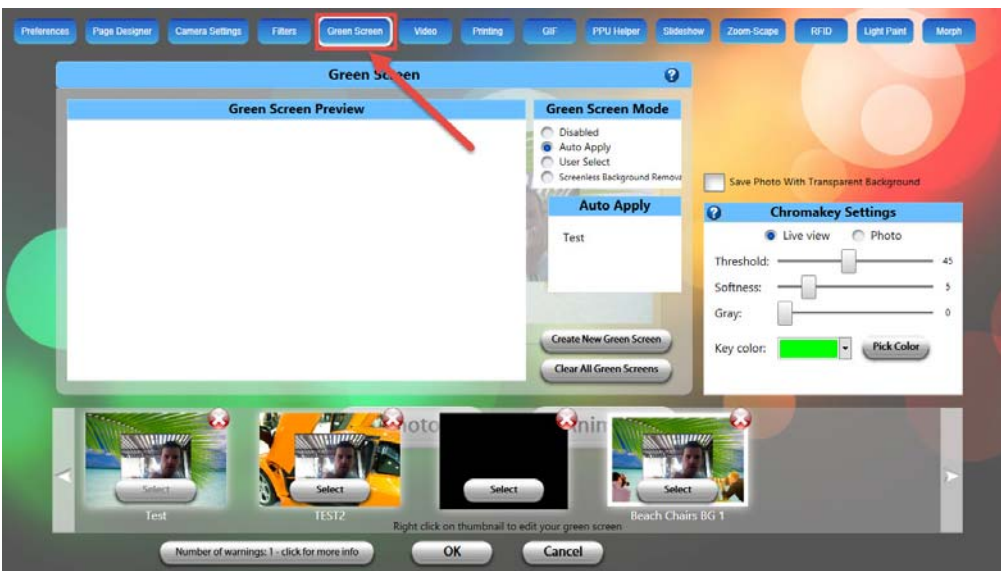 Preferences
Page Designer
Camera Settings
Filters
Green Screen
Video
Printing
GIF
PPU Helper
Slideshow
Zoom-Scape
RFID
Light Paint
Morph
Green Screen
Green Screen Preview
Green Screen Mode
Disabled
Auto Apply
User Select
Screenless Background Remova
Auto Apply
Test
Create New Green Screen
Clear All Green Screens
Save Photo With Transparent Background
Chromakey Settings
Live view
Photo
Threshold: 45
Softness: 5
Gray: 0
Key color:
Pick Color
Select
Select
Select
Select
Test
TEST2
Beach Chairs BG 1
Right click on thumbnail to edit your green screen
Number of warnings: 1 - click for more info
OK
Cancel